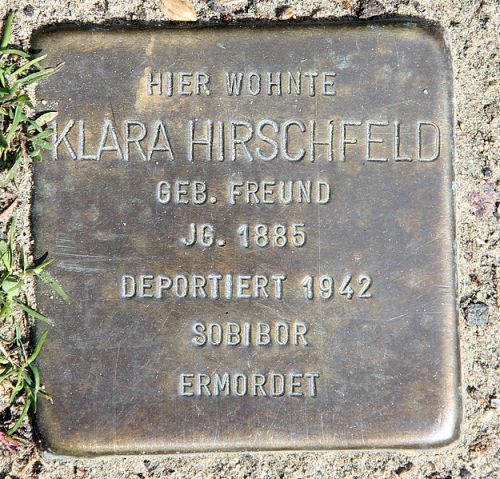 HIER WOHNTE
KLARA HIRSCHFELD
GEB. FREUND
JG. 1885
DEPORTIERT 1942
SOBIBOR
ERMORDET